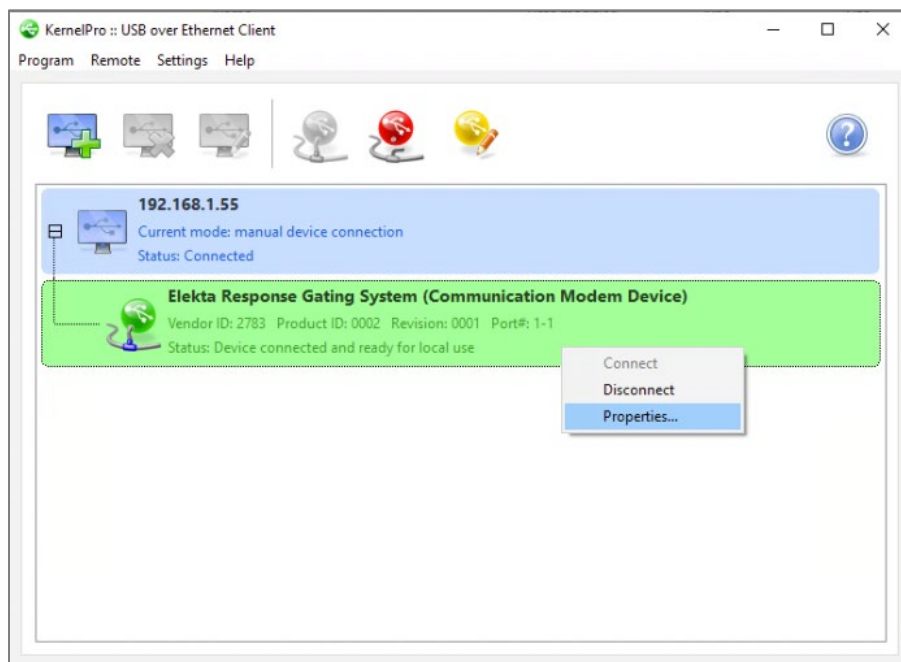 KernelPro :: USB over Ethernet Client
Program Remote Settings Help
192.168.1.55
Current mode: manual device connection
Status: Connected
Elekta Response Gating System (Communication Modem Device)
Vendor ID: 2783 Product ID: 0002 Revision: 0001 Port#: 1-1
Status: Device connected and ready for local use
Connect
Disconnect
Properties...